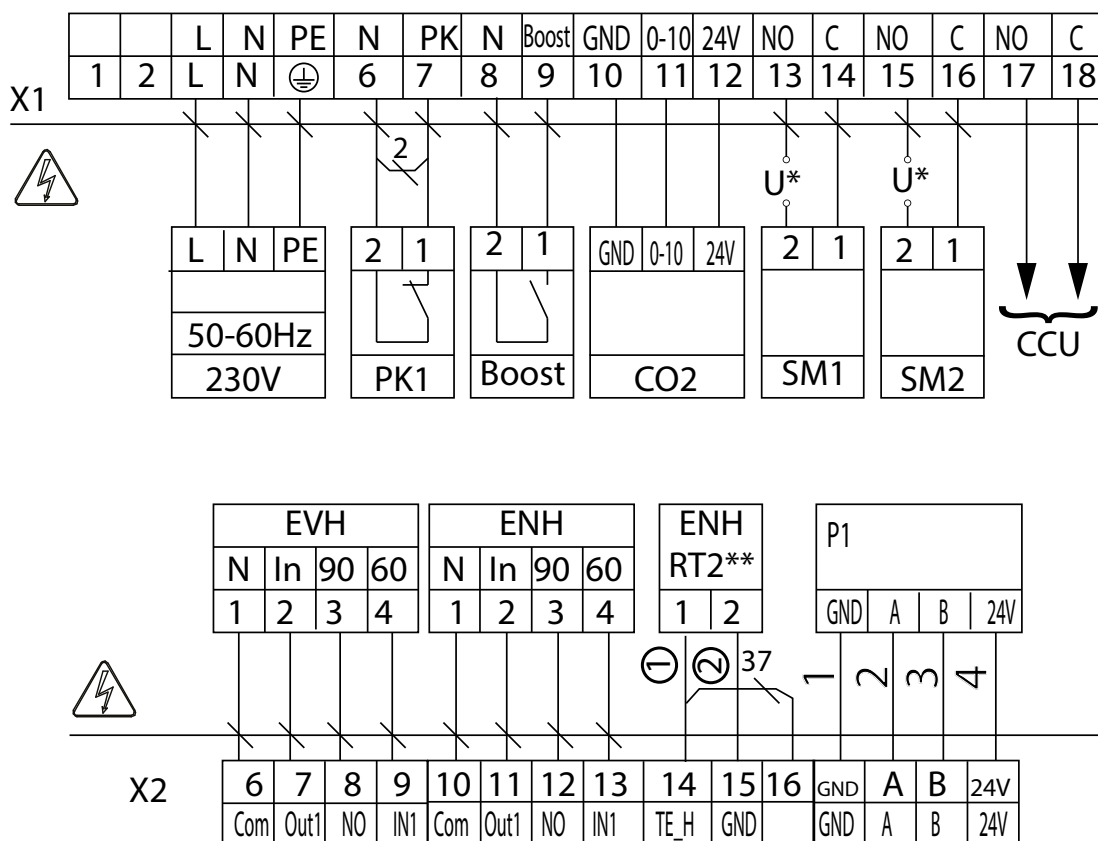 L N PE N PK N Boost GND 0-10 24V NO C NO C NO C
X1 1 2 L N 6 7 8 9 10 11 12 13 14 15 16 17 18
2
U* U*
L N PE 2 1 2 1 GND 0-10 24V 2 1 2 1
50-60Hz CCU
230V PK1 Boost CO2 SM1 SM2
EVH ENH ENH P1
N In 90 60 N In 90 60 RT2**
1 2 3 4 1 2 3 4 1 2 GND A B 24V
1 2 37 1 2 3 4
X2 6 7 8 9 10 11 12 13 14 15 16 GND A B 24V
Com Out1 NO IN1 Com Out1 NO IN1 TE_H GND GND A B 24V